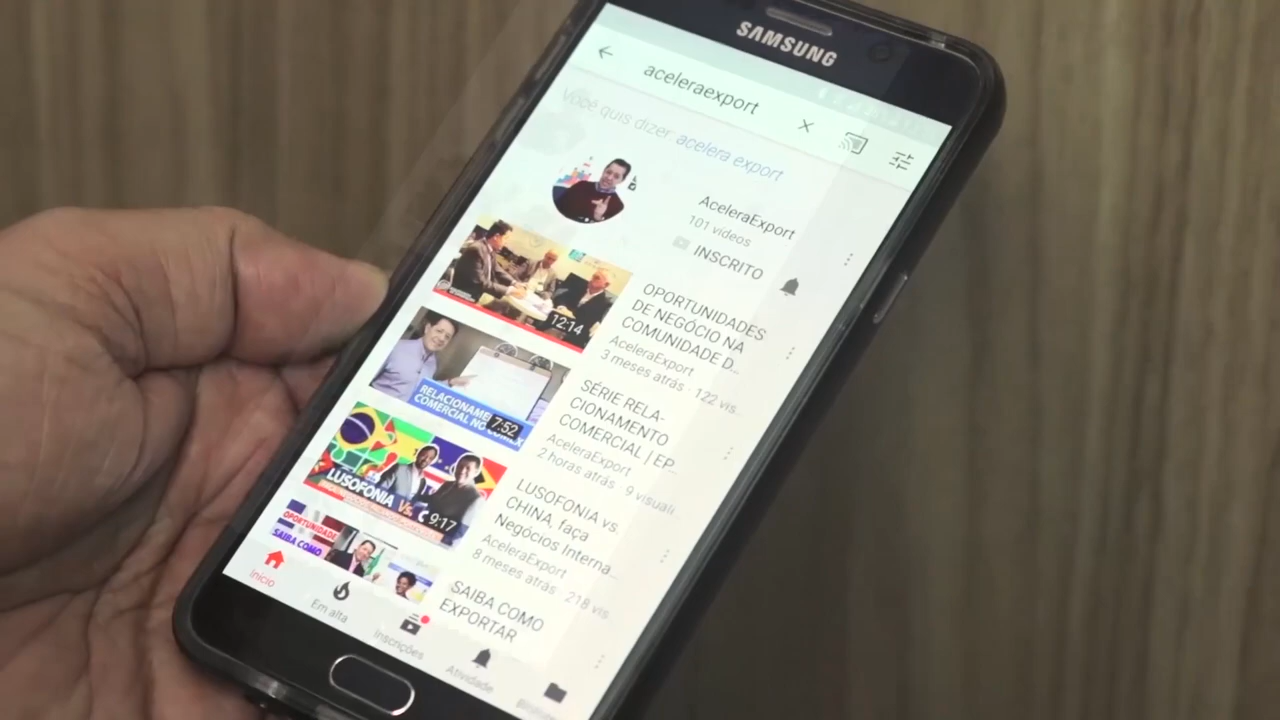 SAMSUNG
aceleraexport
Você quis dizer acelera export
AceleraExport
101 vídeos
INSCRITO
12:14
OPORTUNIDADES
DE NEGÓCIO NA
COMUNIDADE D...
AceleraExport
3 meses atrás · 122 vis...
RELACIONAME
COMERCIAL NO COMEX
7:52
SÉRIE RELA-
CIONAMENTO
COMERCIAL | EP...
AceleraExport
2 horas atrás · 9 visuali...
LUSOFONIA Vs. C
9:17
LUSOFONIA vs.
CHINA, faça
Negócios Interna...
AceleraExport
8 meses atrás · 218 vis...
OPORTUNIDADE
SAIBA COMO
SAIBA COMO
EXPORTAR
Início
Em alta
Inscrições
Atividade